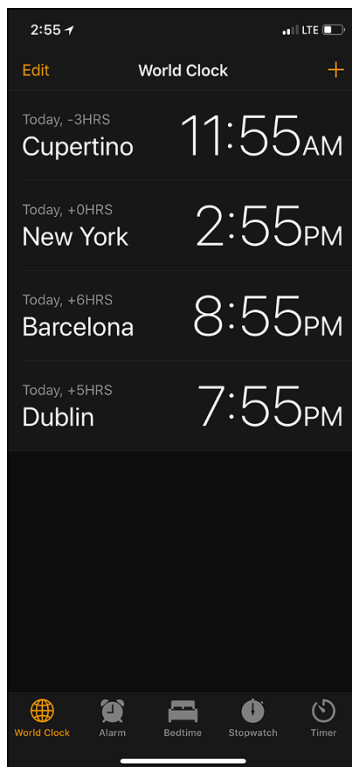 2:55 LTE
Edit World Clock +
Today, -3HRS
Cupertino 11:55AM
Today, +0HRS
New York 2:55PM
Today, +6HRS
Barcelona 8:55PM
Today, +5HRS
Dublin 7:55PM
World Clock Alarm Bedtime Stopwatch Timer